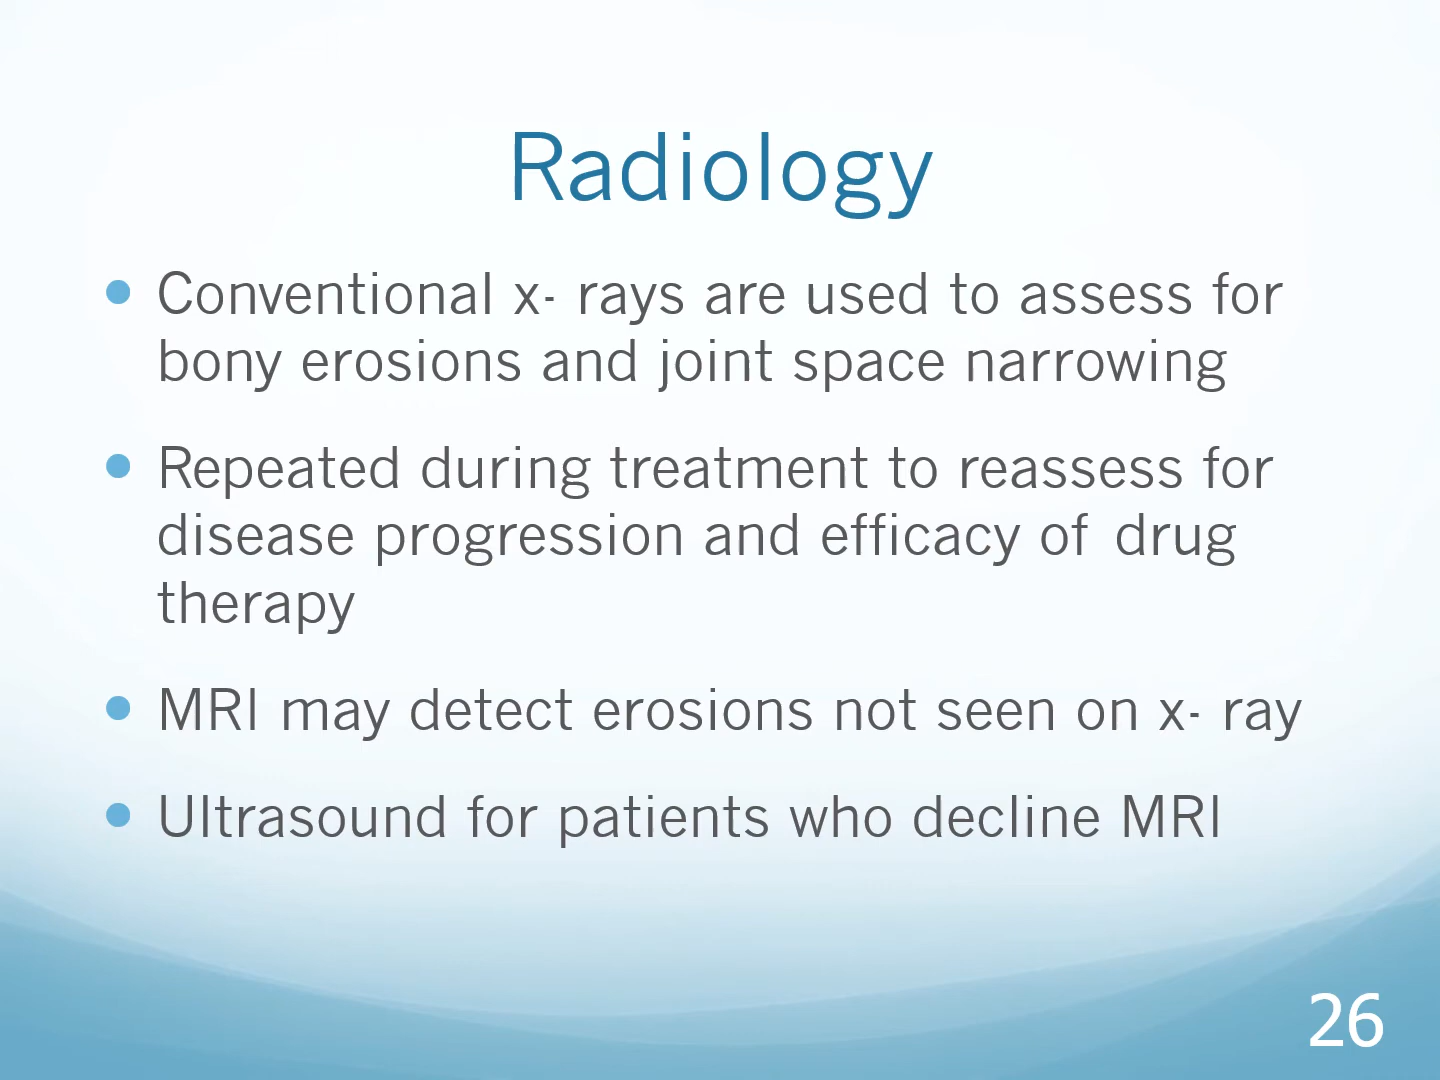 Radiology
Conventional x- rays are used to assess for
bony erosions and joint space narrowing
Repeated during treatment to reassess for
disease progression and efficacy of drug
therapy
MRI may detect erosions not seen on x- ray
Ultrasound for patients who decline MRI
26